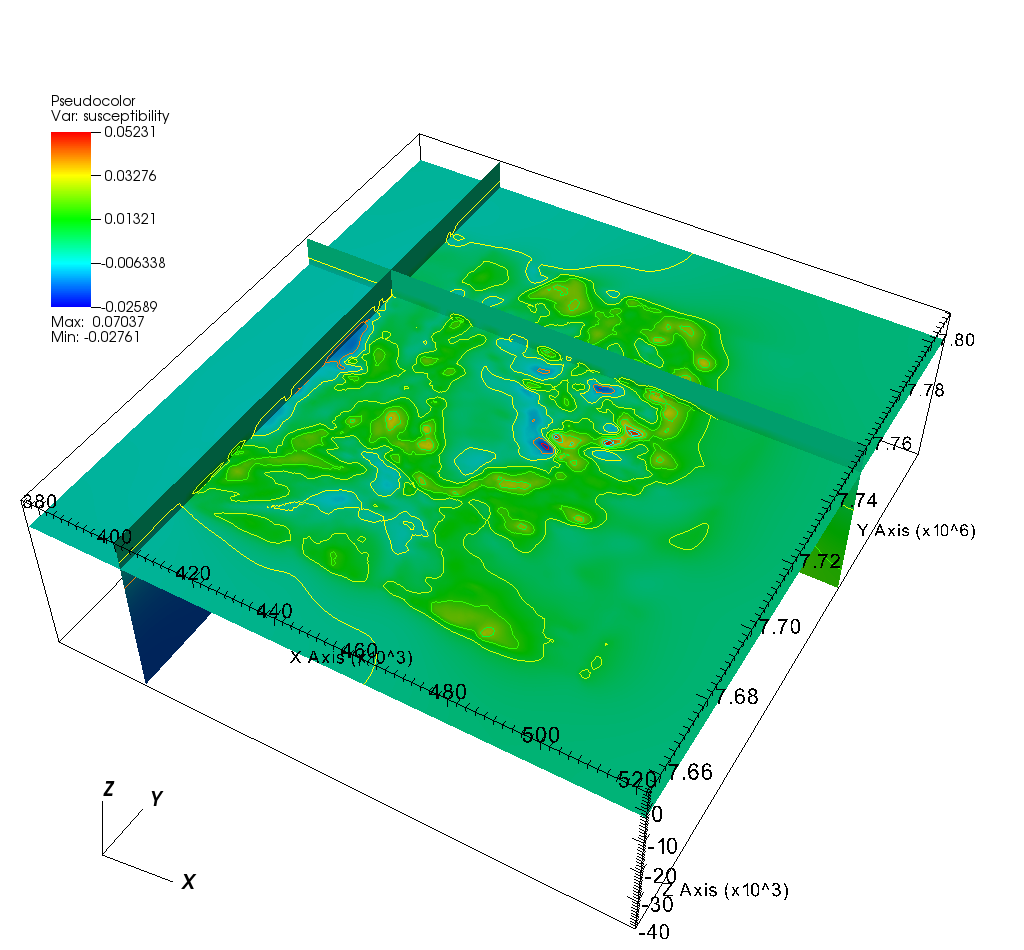 Pseudocolor
Var: susceptibility
0.05231
0.03276
0.01321
-0.006338
-0.02589
Max: 0.07037
Min: -0.02761
7.80
7.78
7.76
7.74
Y Axis (x10^6)
7.72
7.70
7.68
7.66
380
400
420
440
460
X Axis (x10^3)
480
500
520
0
-10
-20
Z Axis (x10^3)
-30
-40
Z
Y
X